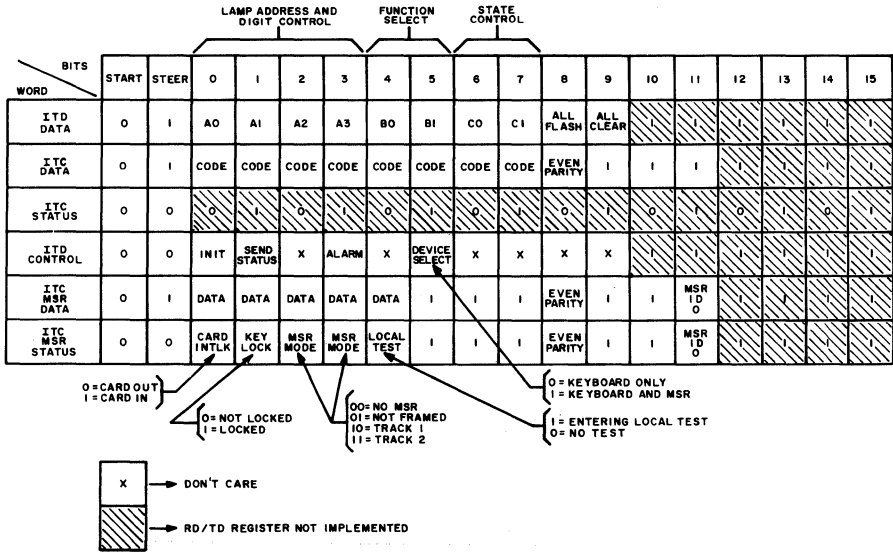 LAMP ADDRESS AND DIGIT CONTROL
FUNCTION SELECT
STATE CONTROL
BITS WORD START STEER 0 1 2 3 4 5 6 7 8 9 10 11 12 13 14 15
ITD DATA 0 1 A0 A1 A2 A3 B0 B1 C0 C1 ALL FLASH ALL CLEAR 1 1 1 1 1 1
ITC DATA 0 1 CODE CODE CODE CODE CODE CODE CODE CODE EVEN PARITY 1 1 1 1 1 1 1
ITC STATUS 0 0 0 1 0 1 0 1 0 1 0 1 0 1 0 1 0 1
ITD CONTROL 0 0 INIT SEND STATUS X ALARM X DEVICE SELECT X X X X 1 1 1 1 1 1
ITC MSR DATA 0 1 DATA DATA DATA DATA DATA 1 1 1 EVEN PARITY 1 1 MSR ID 0 1 1 1 1
ITC MSR STATUS 0 0 CARD INTLK KEY LOCK MSR MODE MSR MODE LOCAL TEST 1 1 1 EVEN PARITY 1 1 MSR ID 0 1 1 1 1
0 = CARD OUT
1 = CARD IN
0 = NOT LOCKED
1 = LOCKED
00 = NO MSR
01 = NOT FRAMED
10 = TRACK 1
11 = TRACK 2
0 = KEYBOARD ONLY
1 = KEYBOARD AND MSR
1 = ENTERING LOCAL TEST
0 = NO TEST
X DON'T CARE
RD/TD REGISTER NOT IMPLEMENTED